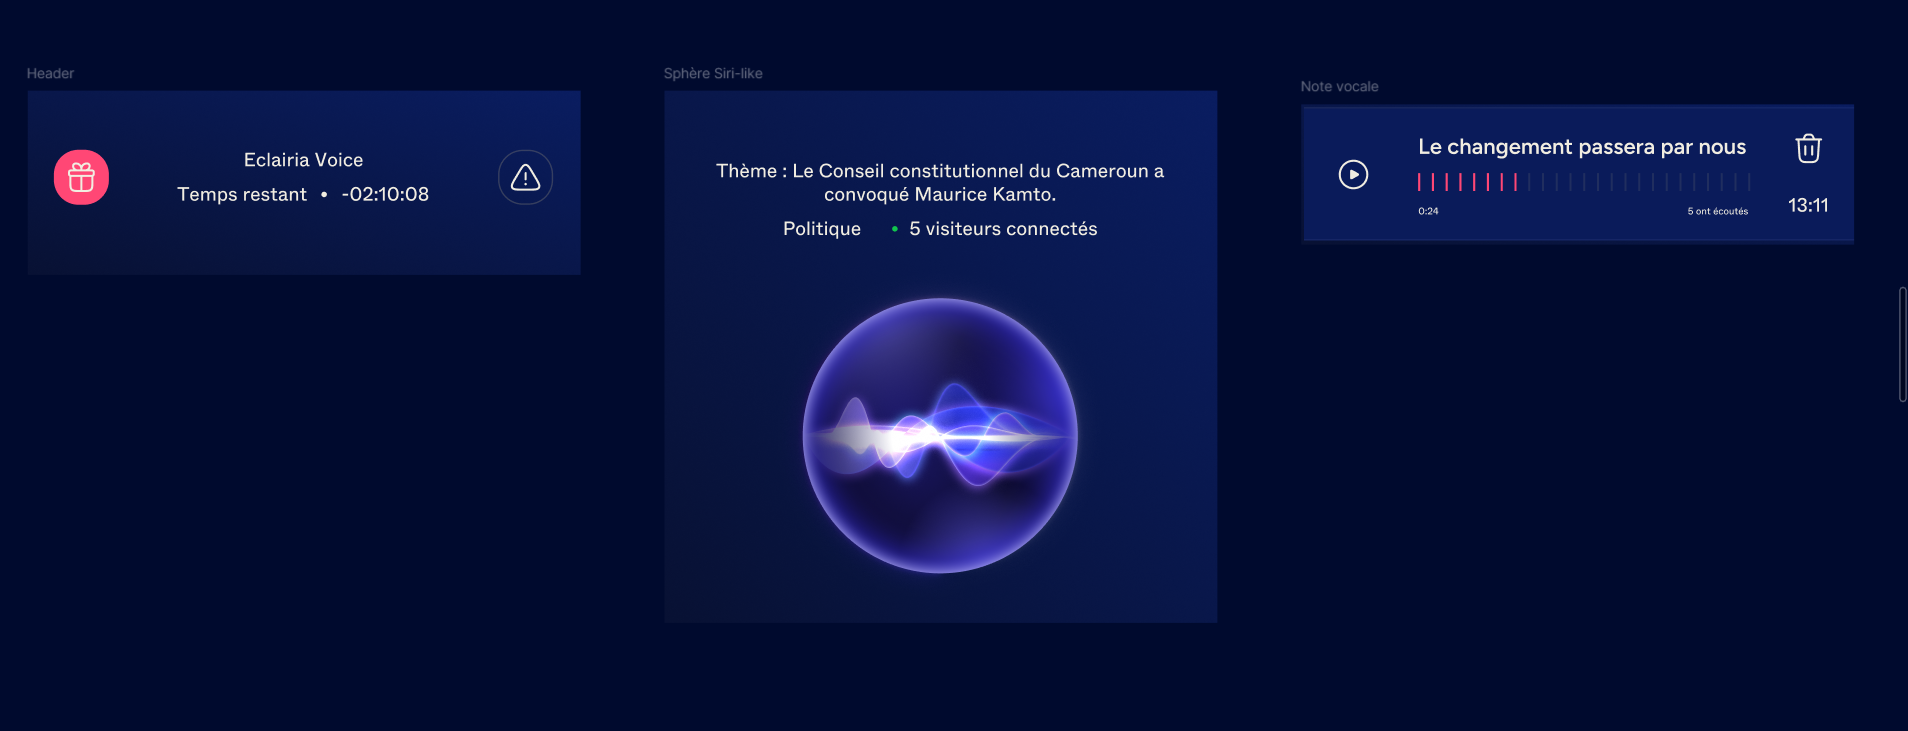 Header
Eclairia Voice
Temps restant • -02:10:08
Sphère Siri-like
Thème : Le Conseil constitutionnel du Cameroun a
convoqué Maurice Kamto.
Politique • 5 visiteurs connectés
Note vocale
Le changement passera par nous
0:24
5 ont écoutés
13:11